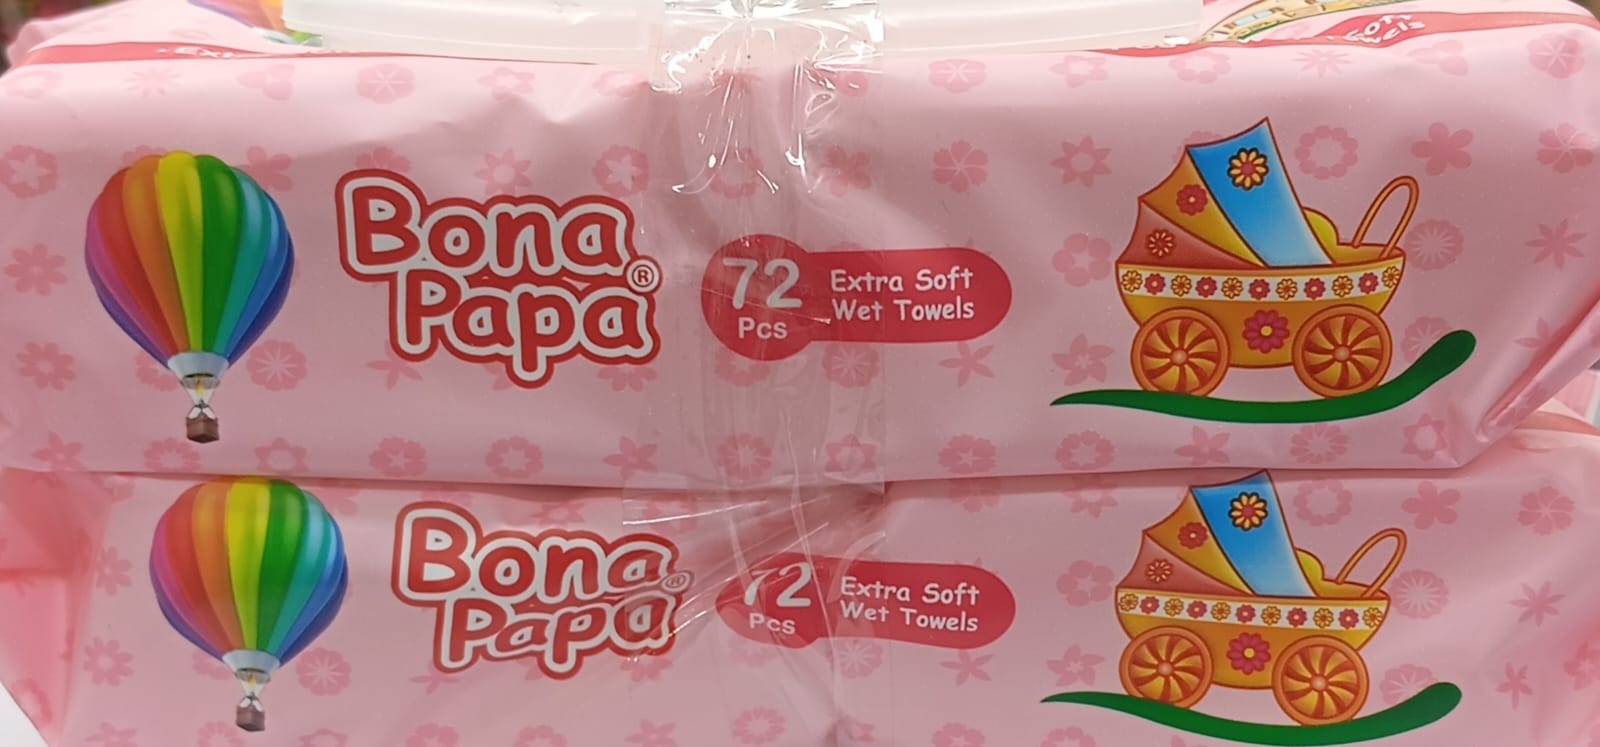 Bona
Papa®
72
Pcs
Extra Soft
Wet Towels
Bona
Papa®
72
Pcs
Extra Soft
Wet Towels